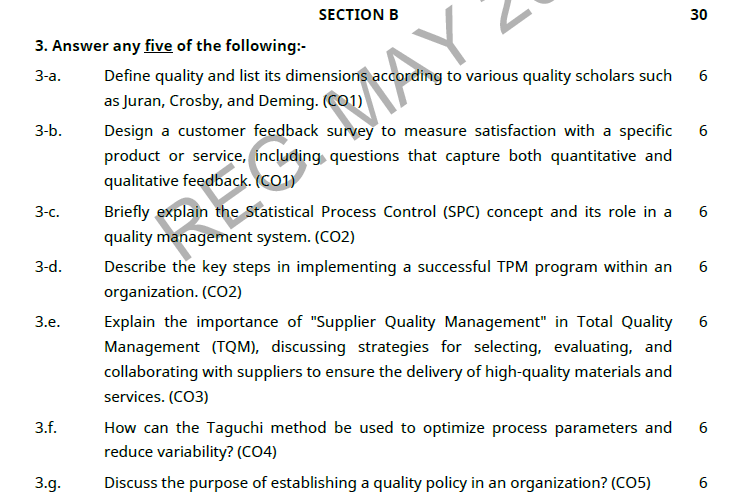 SECTION B 30
3. Answer any five of the following:-
3-a. Define quality and list its dimensions according to various quality scholars such 6
as Juran, Crosby, and Deming. (CO1)
3-b. Design a customer feedback survey to measure satisfaction with a specific 6
product or service, including questions that capture both quantitative and
qualitative feedback. (CO1)
3-c. Briefly explain the Statistical Process Control (SPC) concept and its role in a 6
quality management system. (CO2)
3-d. Describe the key steps in implementing a successful TPM program within an 6
organization. (CO2)
3.e. Explain the importance of "Supplier Quality Management" in Total Quality 6
Management (TQM), discussing strategies for selecting, evaluating, and
collaborating with suppliers to ensure the delivery of high-quality materials and
services. (CO3)
3.f. How can the Taguchi method be used to optimize process parameters and 6
reduce variability? (CO4)
3.g. Discuss the purpose of establishing a quality policy in an organization? (CO5) 6
REG. MAY